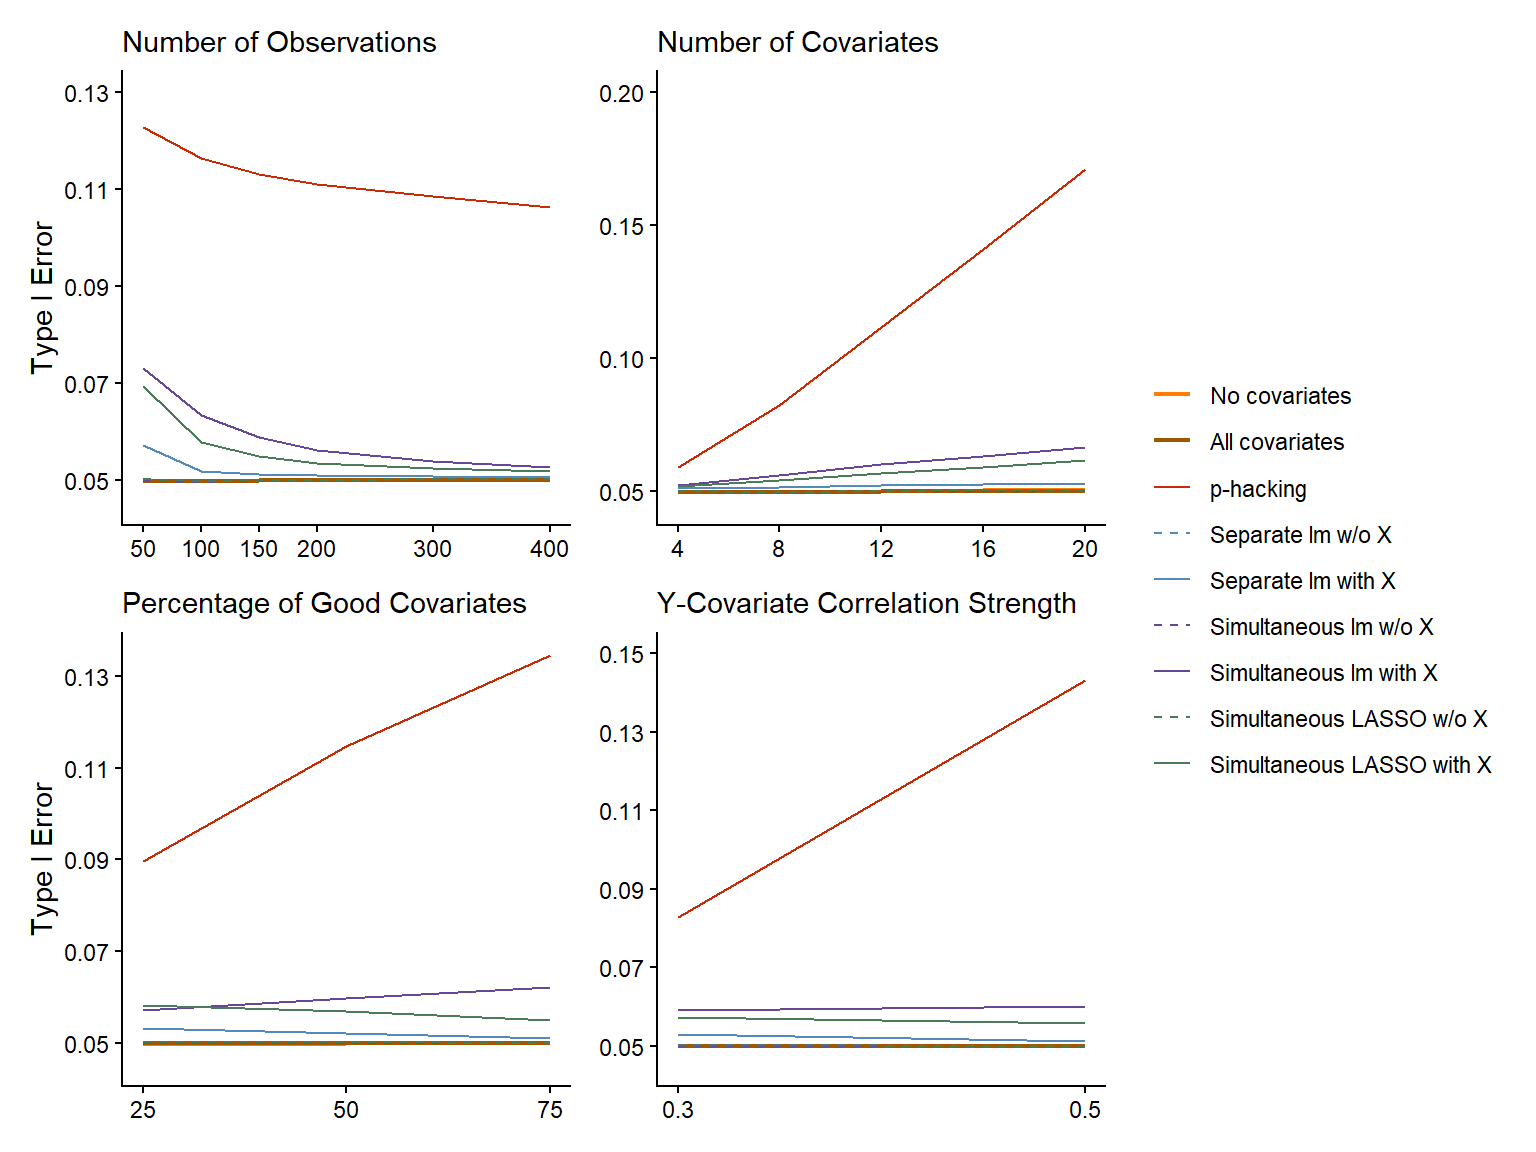 Number of Observations
Type I Error
0.13
0.11
0.09
0.07
0.05
50 100 150 200 300 400
Number of Covariates
0.20
0.15
0.10
0.05
4 8 12 16 20
Percentage of Good Covariates
Type I Error
0.13
0.11
0.09
0.07
0.05
25 50 75
Y-Covariate Correlation Strength
0.15
0.13
0.11
0.09
0.07
0.05
0.3 0.5
No covariates
All covariates
p-hacking
Separate lm w/o X
Separate lm with X
Simultaneous lm w/o X
Simultaneous lm with X
Simultaneous LASSO w/o X
Simultaneous LASSO with X